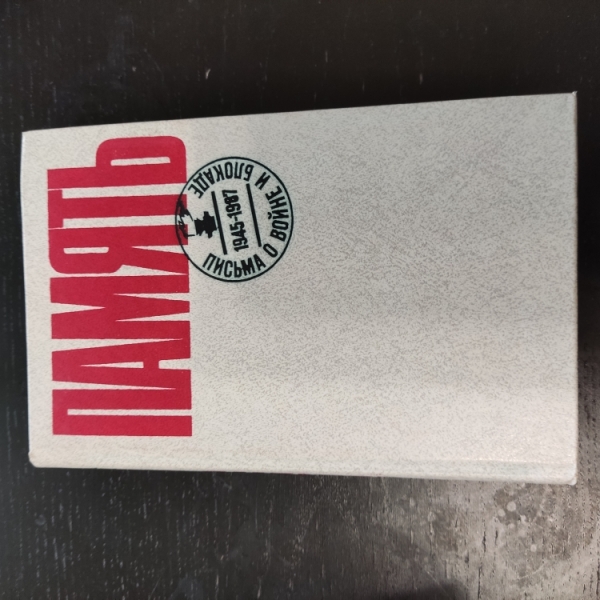 ПАМЯТЬ
ПИСЬМА О ВОЙНЕ И БЛОКАДЕ
1945-1987